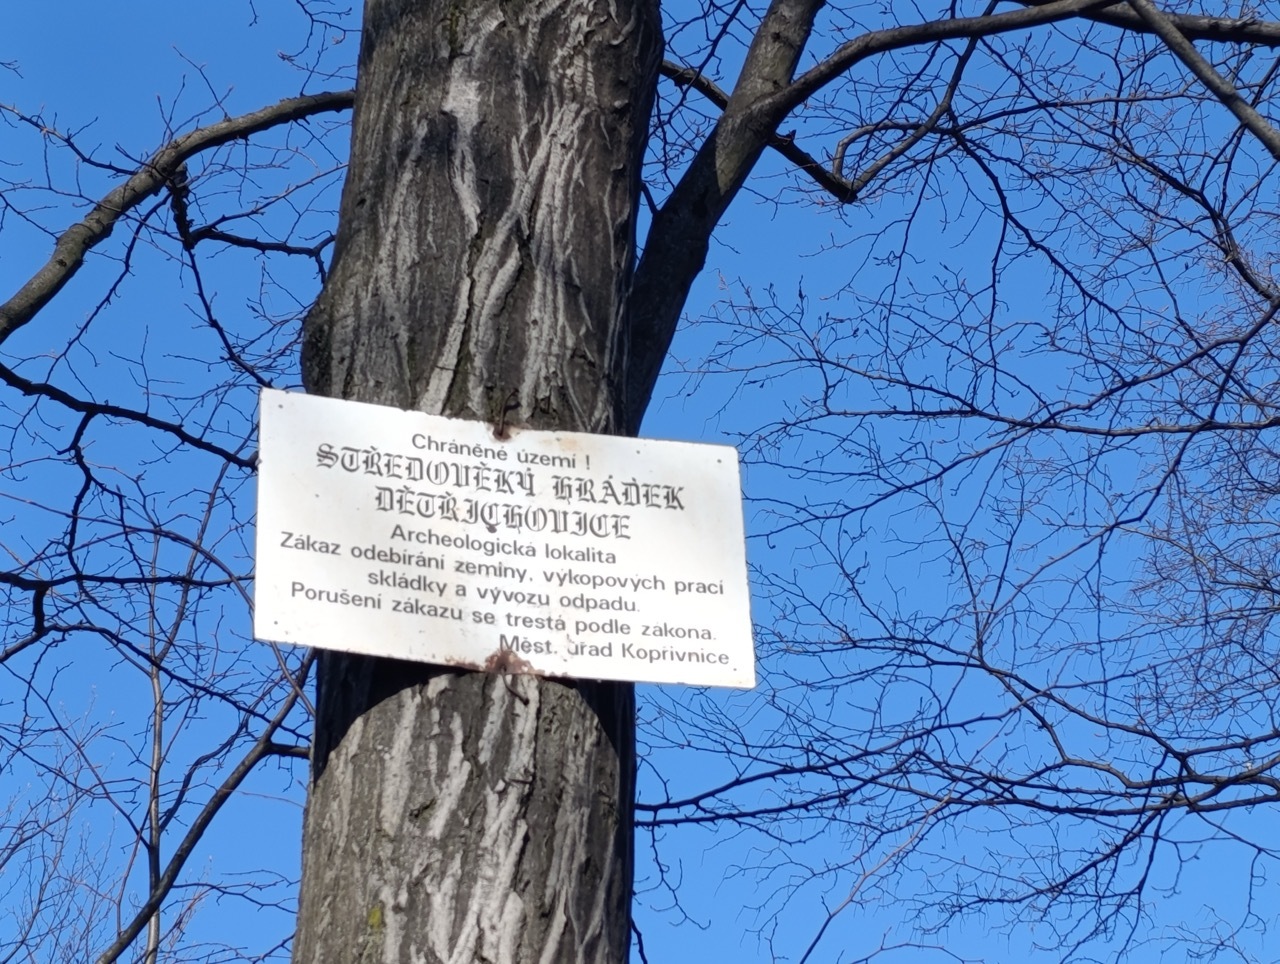 Chráněné území !
STŘEDOVĚKÝ HRÁDEK
DĚTŘICHOVICE
Archeologická lokalita
Zákaz odebírání zeminy, výkopových prací
skládky a vývozu odpadu.
Porušení zákazu se trestá podle zákona.
Měst. úřad Kopřivnice